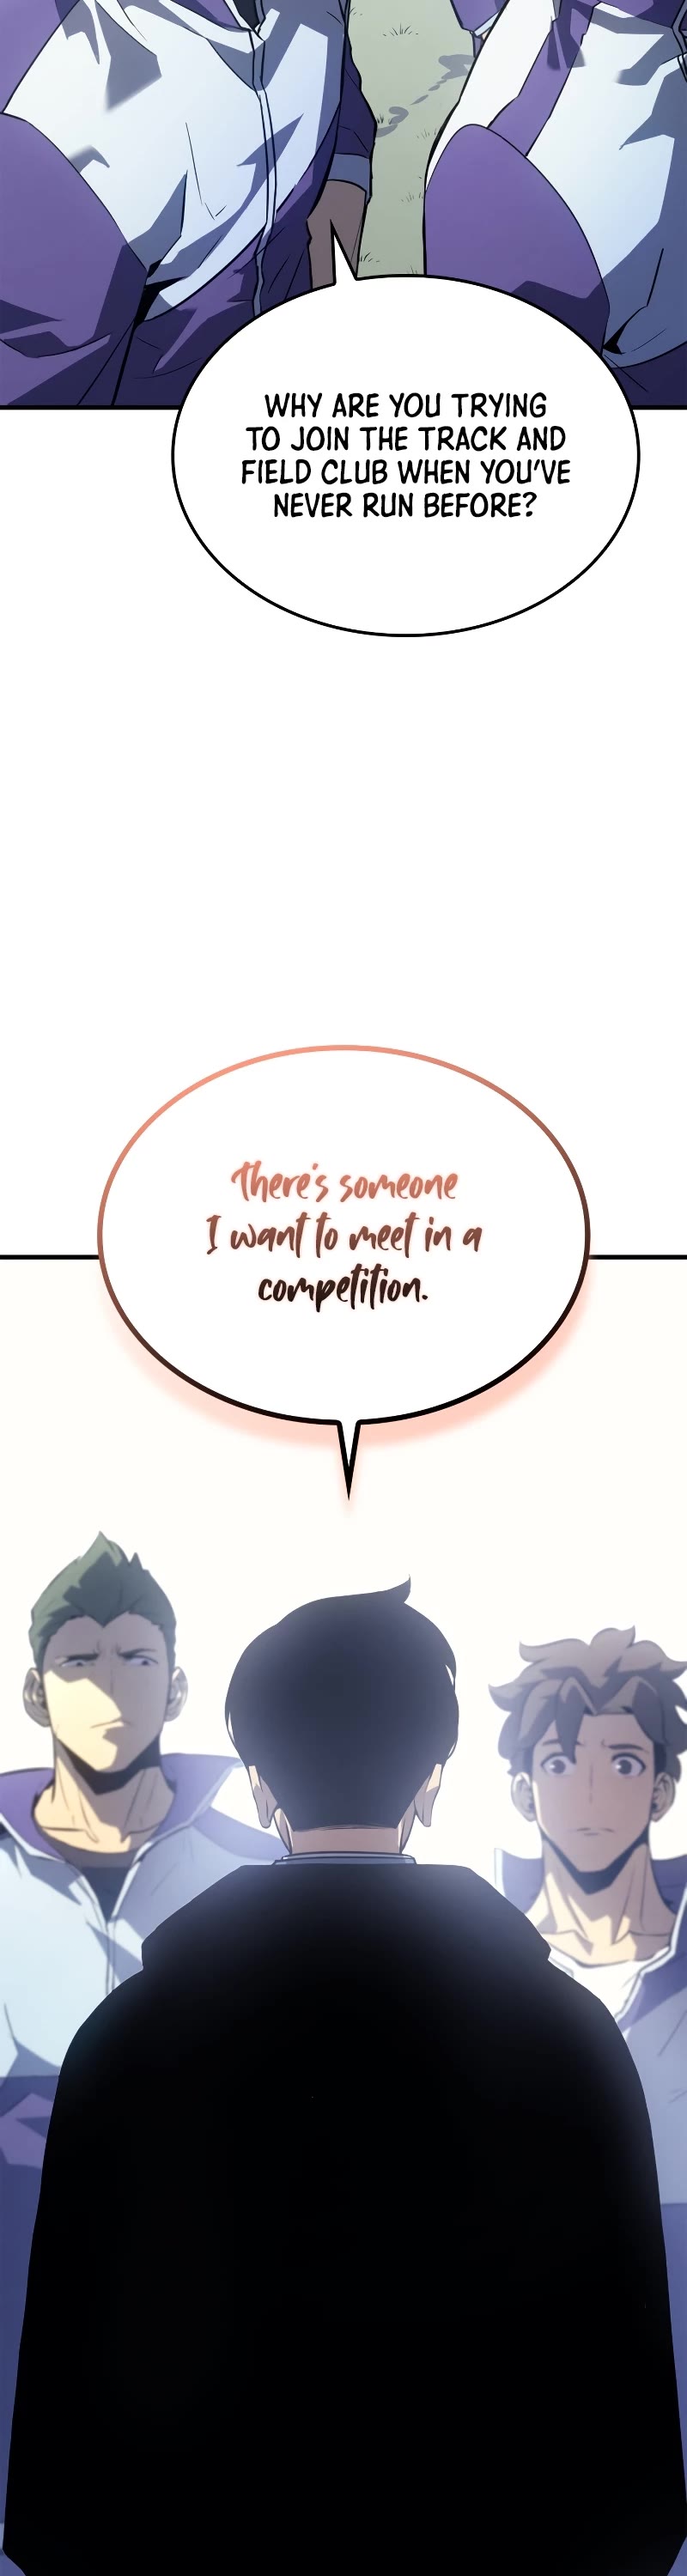 WHY ARE YOU TRYING
TO JOIN THE TRACK AND
FIELD CLUB WHEN YOU'VE
NEVER RUN BEFORE?
There's someone
I want to meet in a
competition.